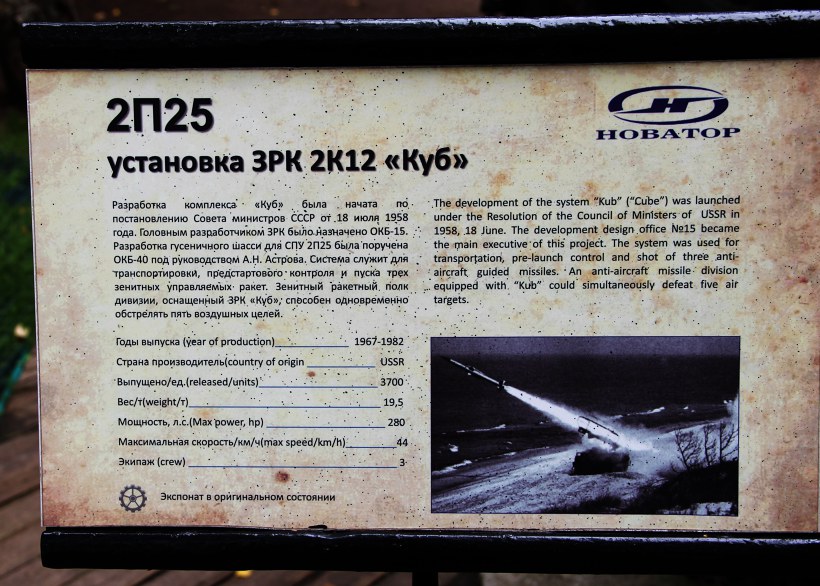 2П25
НОВАТОР
установка ЗРК 2К12 «Куб»
Разработка комплекса «Куб» была начата по
постановлению Совета министров СССР от 18 июля 1958
года. Головным разработчиком ЗРК было назначено ОКБ-15.
Разработка гусеничного шасси для СПУ 2П25 была поручена
ОКБ-40 под руководством А.Н. Астрова. Система служит для
транспортировки, предстартового контроля и пуска трех
зенитных управляемых ракет. Зенитный ракетный полк
дивизии, оснащенный ЗРК «Куб», способен одновременно
обстрелять пять воздушных целей.
The development of the system "Kub" ("Cube") was launched
under the Resolution of the Council of Ministers of USSR in
1958, 18 June. The development design office №15 became
the main executive of this project. The system was used for
transportation, pre-launch control and shot of three anti-
aircraft guided missiles. An anti-aircraft missile division
equipped with "Kub" could simultaneously defeat five air
targets.
Годы выпуска (year of production) 1967-1982
Страна производитель(country of origin USSR
Выпущено/ед.(released/units) 3700
Вес/т(weight/т) 19,5
Мощность, л.с.(Max power, hp) 280
Максимальная скорость/км/ч(max speed/km/h) 44
Экипаж (crew) 3
Экспонат в оригинальном состоянии